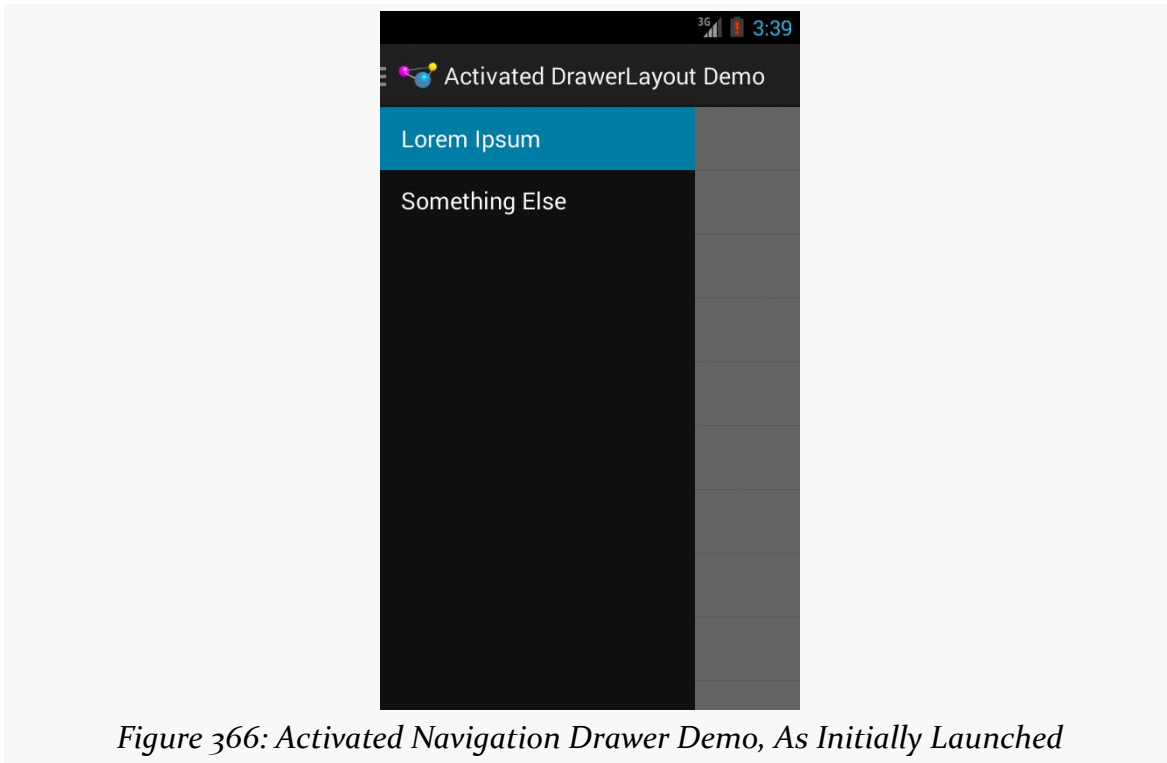 3G 3:39
Activated DrawerLayout Demo
Lorem Ipsum
Something Else
Figure 366: Activated Navigation Drawer Demo, As Initially Launched